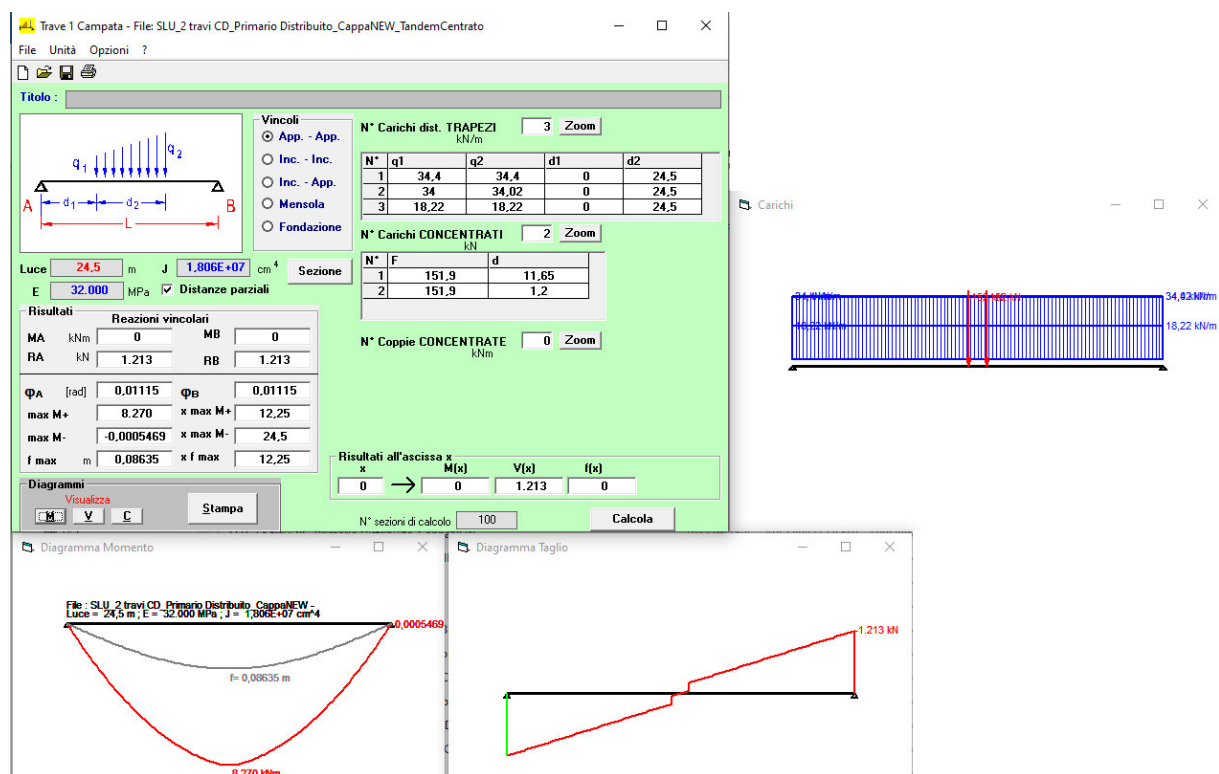 Trave 1 Campata - File: SLU_2 travi CD_Primario Distribuito_CappaNEW_TandemCentrato
File Unità Opzioni ?
Titolo :
q1 q2
A d1 d2 B
L
Vincoli
App. - App.
Inc. - Inc.
Inc. - App.
Mensola
Fondazione
N° Carichi dist. TRAPEZI 3 Zoom
kN/m
N° q1 q2 d1 d2
1 34,4 34,4 0 24,5
2 34 34,02 0 24,5
3 18,22 18,22 0 24,5
N° Carichi CONCENTRATI 2 Zoom
kN
N° F d
1 151,9 11,65
2 151,9 1,2
N° Coppie CONCENTRATE 0 Zoom
kNm
Luce 24,5 m J 1,806E+07 cm 4 Sezione
E 32.000 MPa Distanze parziali
Risultati
Reazioni vincolari
MA kNm 0 MB 0
RA kN 1.213 RB 1.213
φA [rad] 0,01115 φB 0,01115
max M+ 8.270 x max M+ 12,25
max M- -0,0005469 x max M- 24,5
f max m 0,08635 x f max 12,25
Risultati all'ascissa x
x M(x) V(x) f(x)
0 0 1.213 0
Diagrammi
Visualizza
M V C Stampa
N° sezioni di calcolo 100 Calcola
Carichi
18,22 kN/m 18,22 kN/m
Diagramma Momento
File : SLU_2 travi CD_Primario Distribuito_CappaNEW -
Luce = 24,5 m ; E = 32.000 MPa ; J = 1,806E+07 cm^4
0,0005469
f= 0,08635 m
8.270 kNm
Diagramma Taglio
1.213 kN